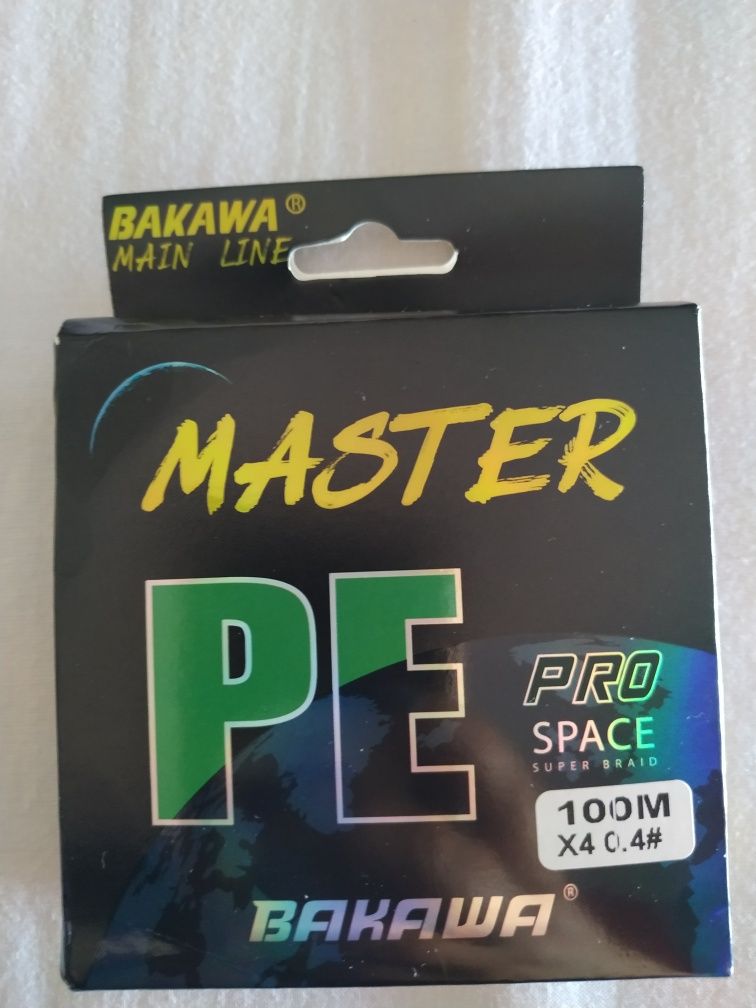 BAKAWA®
MAIN LINE
MASTER
PE
PRO
SPACE
SUPER BRAID
100M
X4 0.4#
BAKAWA®